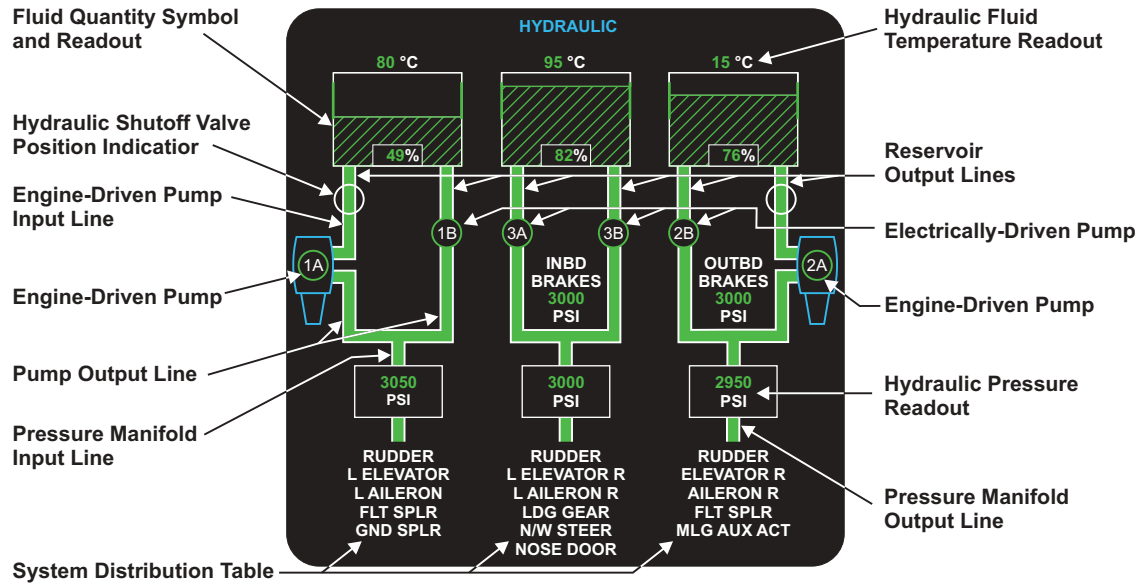 Fluid Quantity Symbol
and Readout
Hydraulic Shutoff Valve
Position Indicatior
Engine-Driven Pump
Input Line
Engine-Driven Pump
Pump Output Line
Pressure Manifold
Input Line
System Distribution Table
HYDRAULIC
80 °C
95 °C
15 °C
49%
82%
76%
1B
3A
3B
2B
1A
2A
INBD
BRAKES
3000
PSI
OUTBD
BRAKES
3000
PSI
3050
PSI
3000
PSI
2950
PSI
RUDDER
L ELEVATOR
L AILERON
FLT SPLR
GND SPLR
RUDDER
L ELEVATOR R
L AILERON R
LDG GEAR
N/W STEER
NOSE DOOR
RUDDER
ELEVATOR R
AILERON R
FLT SPLR
MLG AUX ACT
Hydraulic Fluid
Temperature Readout
Reservoir
Output Lines
Electrically-Driven Pump
Engine-Driven Pump
Hydraulic Pressure
Readout
Pressure Manifold
Output Line